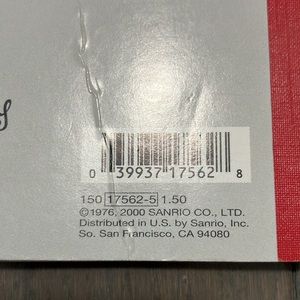 0 39937 17562 8
150 17562-5 1.50
©1976, 2000 SANRIO CO., LTD.
Distributed in U.S. by Sanrio, Inc.
So. San Francisco, CA 94080